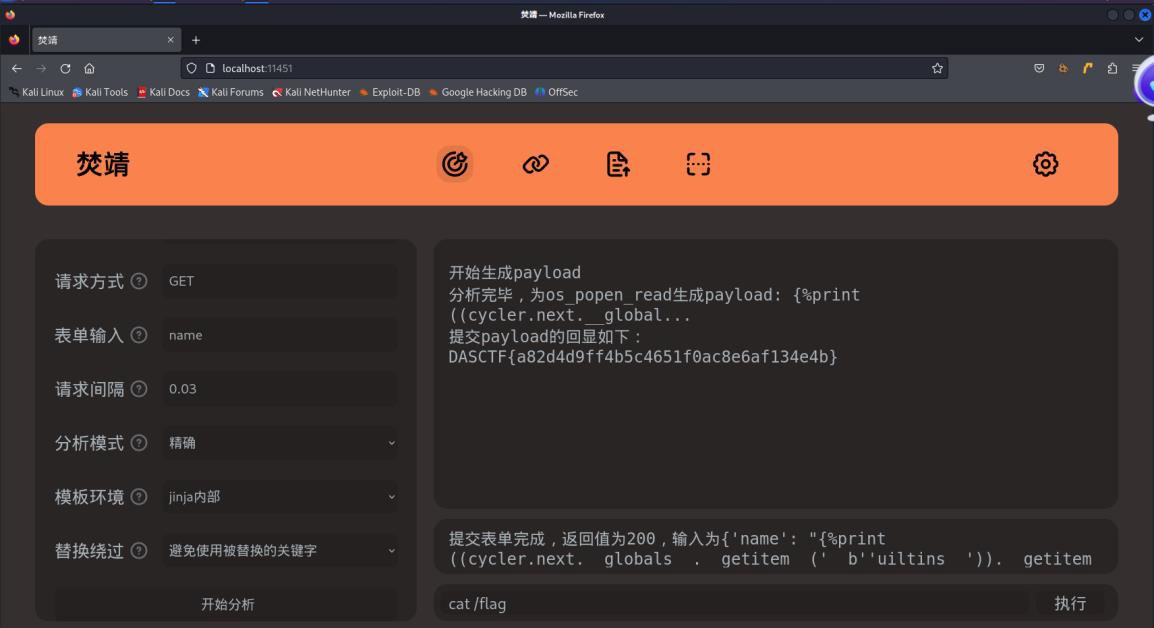 焚靖 — Mozilla Firefox
焚靖
localhost:11451
Kali Linux Kali Tools Kali Docs Kali Forums Kali NetHunter Exploit-DB Google Hacking DB OffSec
焚靖
请求方式 ? GET
表单输入 ? name
请求间隔 ? 0.03
分析模式 ? 精确
模板环境 ? jinja内部
替换绕过 ? 避免使用被替换的关键字
开始分析
开始生成payload
分析完毕，为os_popen_read生成payload: {%print
((cycler.next.__global...
提交payload的回显如下：
DASCTF{a82d4d9ff4b5c4651f0ac8e6af134e4b}
提交表单完成，返回值为200，输入为{'name': "{%print
((cycler.next.__globals__.__getitem__('__b''uiltins__')).__getitem
cat /flag
执行